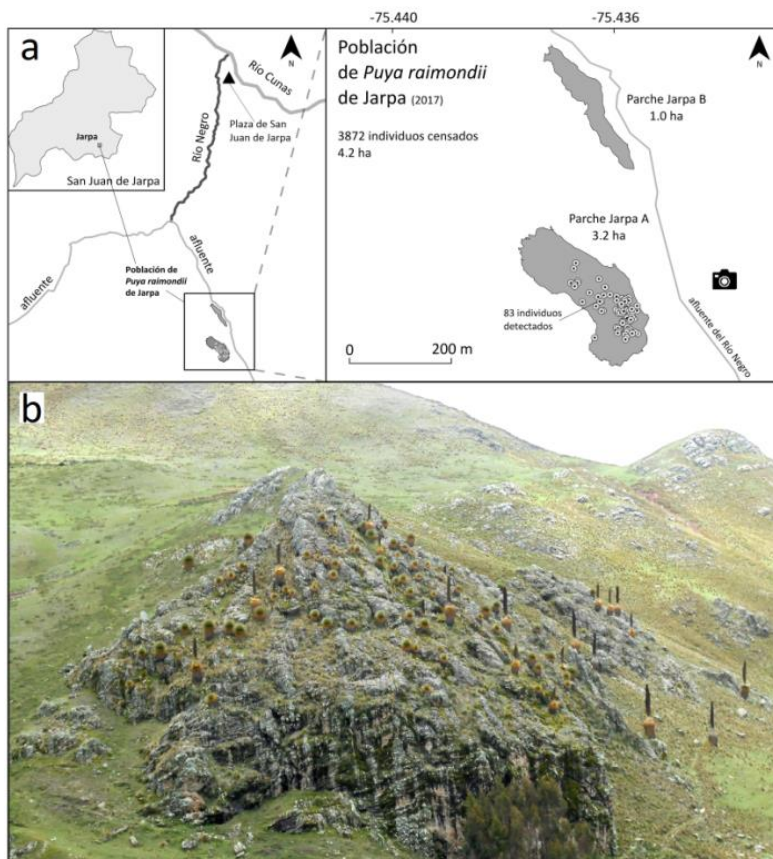 -75.440
-75.436
a
N
Río Cunas
Río Negro
Plaza de San
Juan de Jarpa
Jarpa
San Juan de Jarpa
afluente
afluente
Población de
Puya raimondii
de Jarpa
Población
de Puya raimondii
de Jarpa (2017)
3872 individuos censados
4.2 ha
N
Parche Jarpa B
1.0 ha
Parche Jarpa A
3.2 ha
83 individuos
detectados
0
200 m
afluente del Río Negro
b